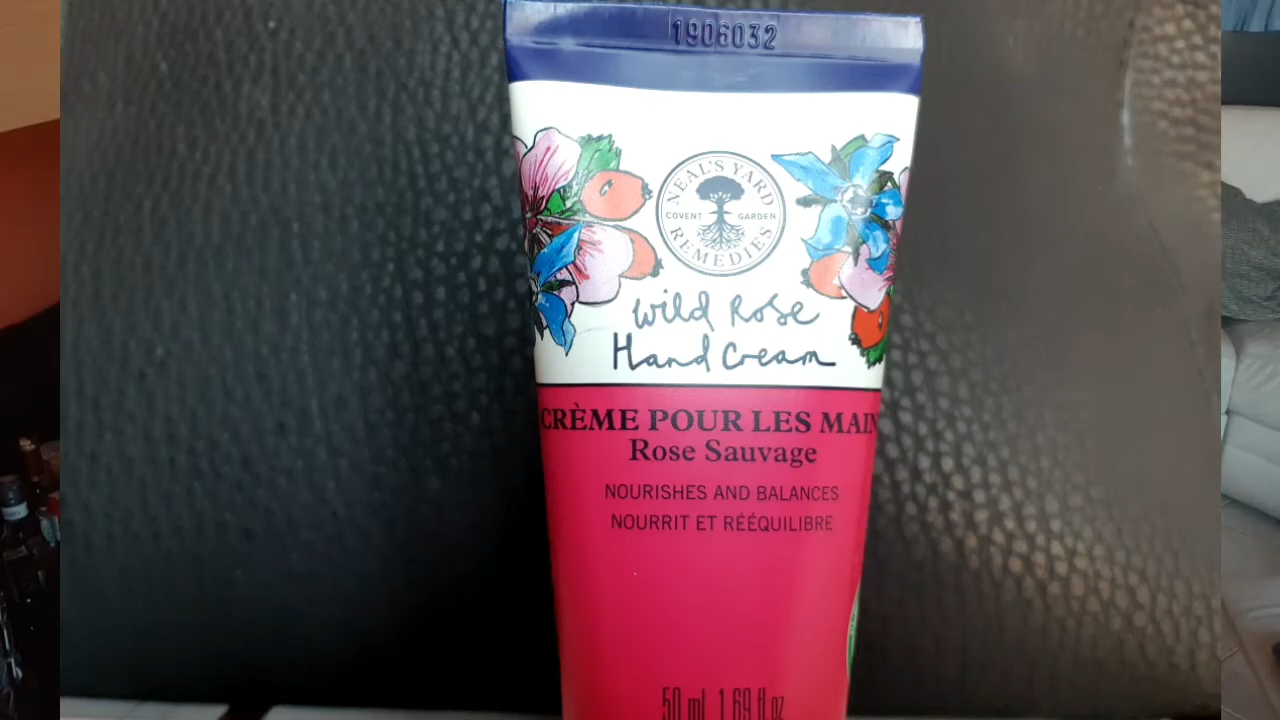 1906032
NEAL'S YARD
COVENT GARDEN
REMEDIES
Wild Rose
Hand Cream
CRÈME POUR LES MAIN
Rose Sauvage
NOURISHES AND BALANCES
NOURRIT ET RÉÉQUILIBRE
50 ml 1.69 fl oz